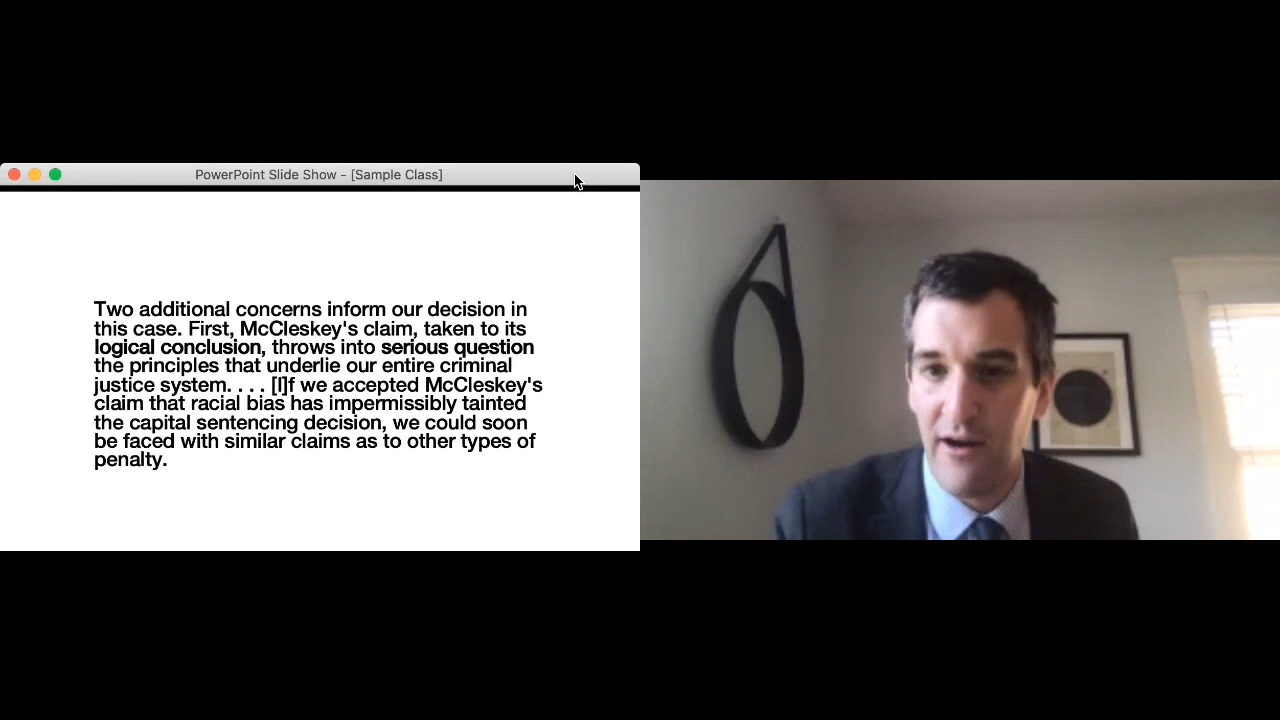 PowerPoint Slide Show - [Sample Class]
Two additional concerns inform our decision in
this case. First, McCleskey's claim, taken to its
logical conclusion, throws into serious question
the principles that underlie our entire criminal
justice system. . . . [I]f we accepted McCleskey's
claim that racial bias has impermissibly tainted
the capital sentencing decision, we could soon
be faced with similar claims as to other types of
penalty.